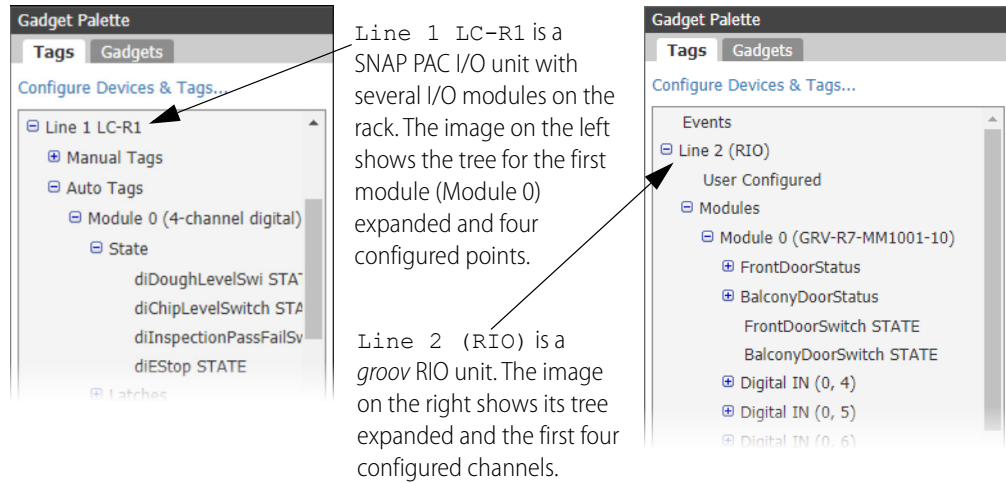 Gadget Palette
Tags Gadgets
Configure Devices & Tags...
Line 1 LC-R1
Manual Tags
Auto Tags
Module 0 (4-channel digital)
State
diDoughLevelSwi STAT
diChipLevelSwitch STA
diInspectionPassFailSw
diEStop STATE
Latches
Line 1 LC-R1 is a
SNAP PAC I/O unit with
several I/O modules on the
rack. The image on the left
shows the tree for the first
module (Module 0)
expanded and four
configured points.
Line 2 (RIO) is a
groov RIO unit. The image
on the right shows its tree
expanded and the first four
configured channels.
Gadget Palette
Tags Gadgets
Configure Devices & Tags...
Events
Line 2 (RIO)
User Configured
Modules
Module 0 (GRV-R7-MM1001-10)
FrontDoorStatus
BalconyDoorStatus
FrontDoorSwitch STATE
BalconyDoorSwitch STATE
Digital IN (0, 4)
Digital IN (0, 5)
Digital IN (0, 6)